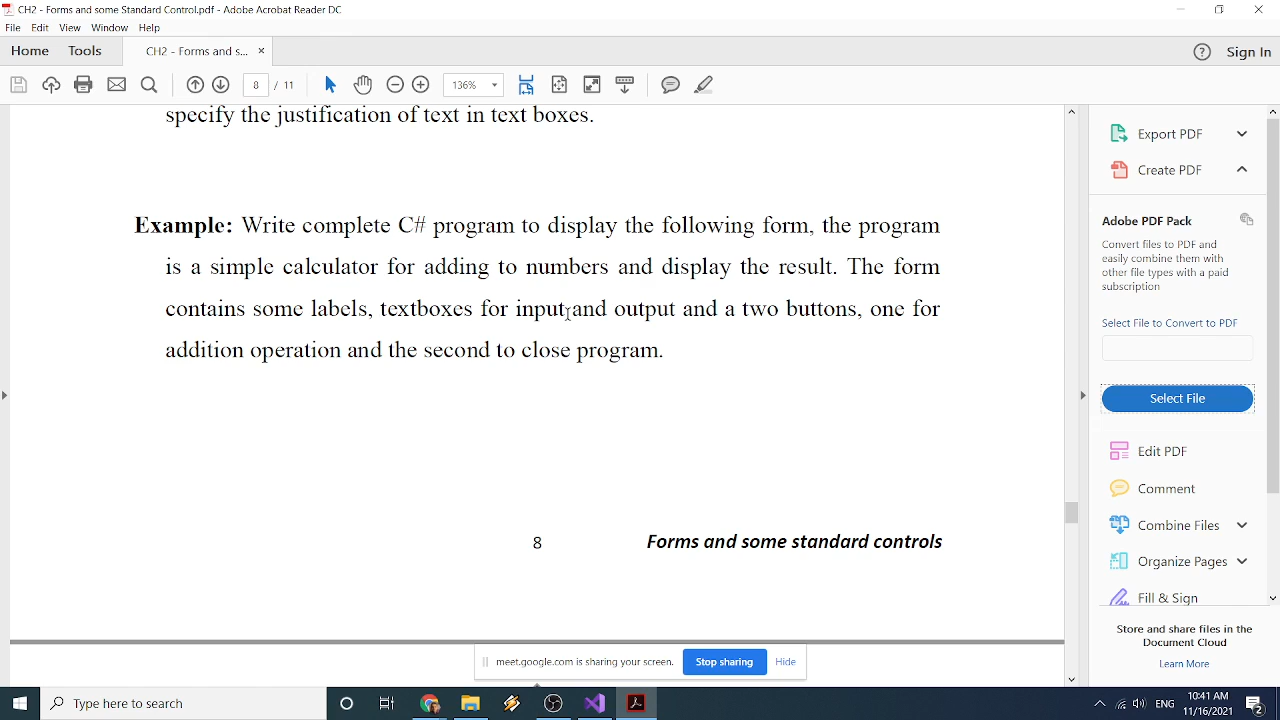 CH2 - Forms and some Standard Control.pdf - Adobe Acrobat Reader DC
File Edit View Window Help
Home Tools CH2 - Forms and s... × Sign In
8 / 11 136%
specify the justification of text in text boxes.
Example: Write complete C# program to display the following form, the program
is a simple calculator for adding to numbers and display the result. The form
contains some labels, textboxes for input and output and a two buttons, one for
addition operation and the second to close program.
8 Forms and some standard controls
Export PDF
Create PDF
Adobe PDF Pack
Convert files to PDF and
easily combine them with
other file types with a paid
subscription
Select File to Convert to PDF
Select File
Edit PDF
Comment
Combine Files
Organize Pages
Fill & Sign
Store and share files in the
Document Cloud
Learn More
meet.google.com is sharing your screen. Stop sharing Hide
Type here to search
ENG
10:41 AM
11/16/2021
2